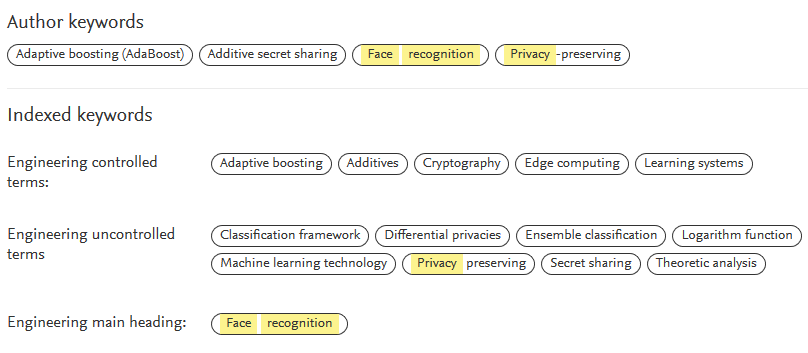 Author keywords
Adaptive boosting (AdaBoost) Additive secret sharing Face recognition Privacy -preserving
Indexed keywords
Engineering controlled terms:
Adaptive boosting Additives Cryptography Edge computing Learning systems
Engineering uncontrolled terms
Classification framework Differential privacies Ensemble classification Logarithm function
Machine learning technology Privacy preserving Secret sharing Theoretic analysis
Engineering main heading: Face recognition